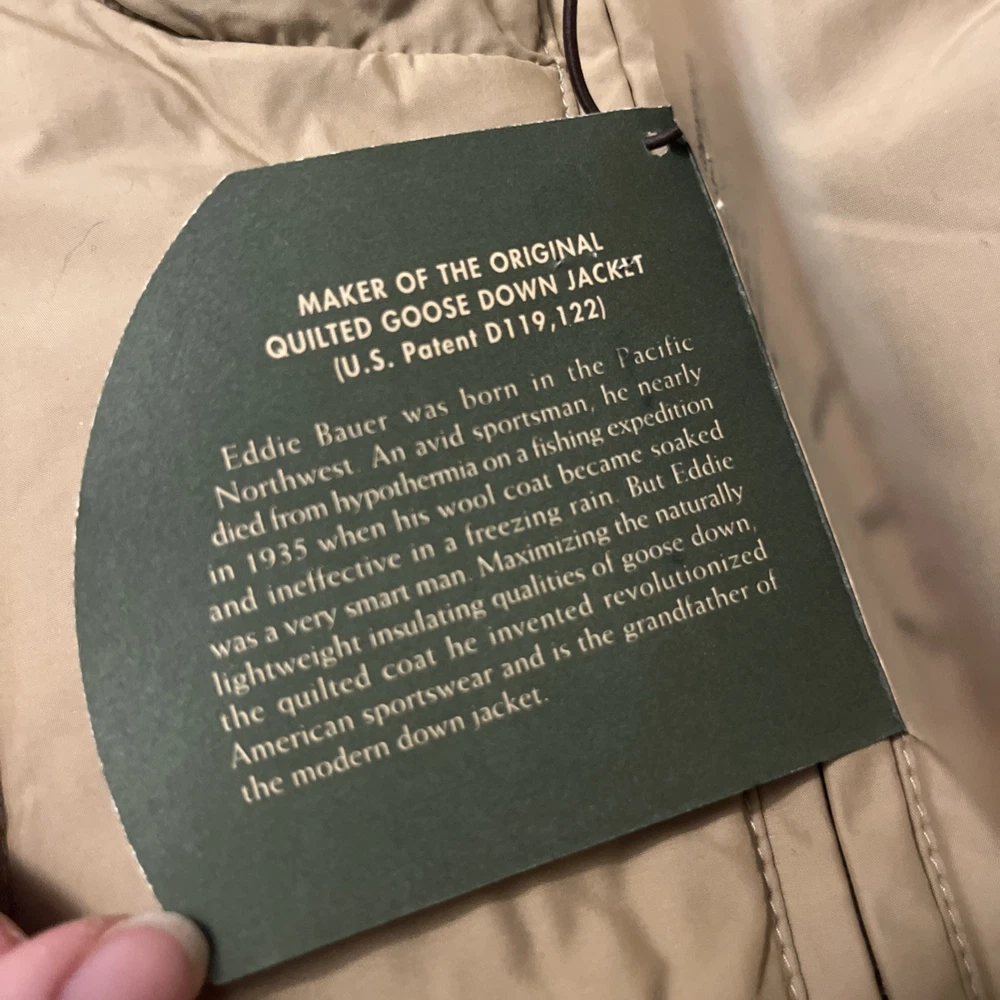 MAKER OF THE ORIGINAL
QUILTED GOOSE DOWN JACKET
(U.S. Patent D119,122)
Eddie Bauer was born in the Pacific
Northwest. An avid sportsman, he nearly
died from hypothermia on a fishing expedition
in 1935 when his wool coat became soaked
and ineffective in a freezing rain. But Eddie
was a very smart man. Maximizing the naturally
lightweight insulating qualities of goose down,
the quilted coat he invented revolutionized
American sportswear and is the grandfather of
the modern down jacket.